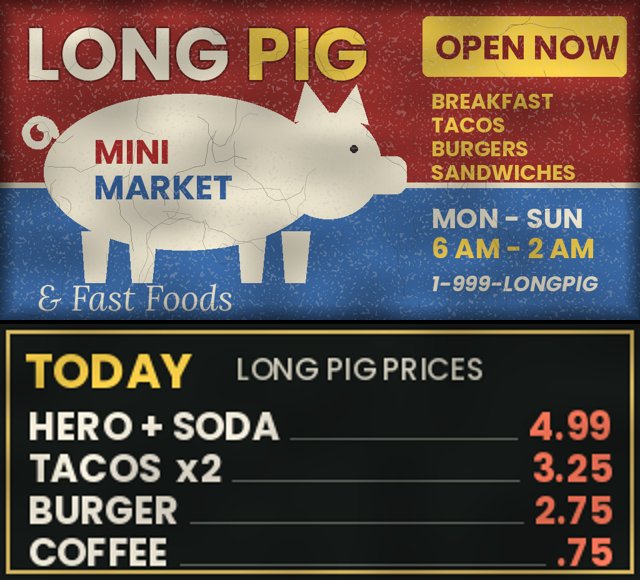 LONG PIG
OPEN NOW
MINI
MARKET
& Fast Foods
BREAKFAST
TACOS
BURGERS
SANDWICHES
MON - SUN
6 AM - 2 AM
1-999-LONGPIG
TODAY LONG PIG PRICES
HERO + SODA 4.99
TACOS x2 3.25
BURGER 2.75
COFFEE .75